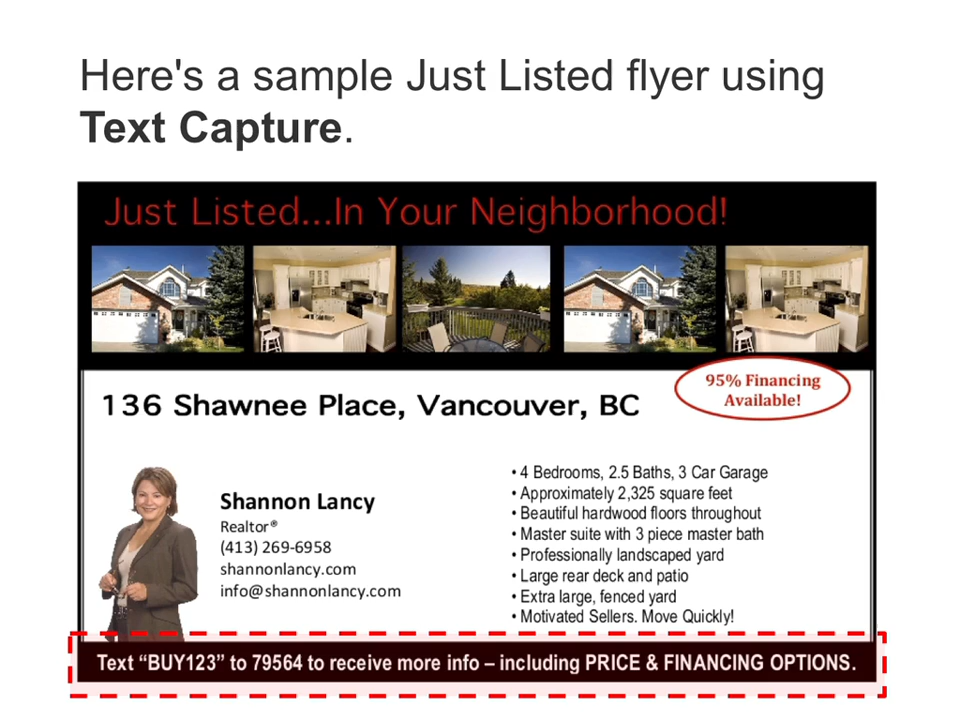 Here's a sample Just Listed flyer using
Text Capture.
Just Listed...In Your Neighborhood!
95% Financing
Available!
136 Shawnee Place, Vancouver, BC
Shannon Lancy
Realtor®
(413) 269-6958
shannonlancy.com
info@shannonlancy.com
• 4 Bedrooms, 2.5 Baths, 3 Car Garage
• Approximately 2,325 square feet
• Beautiful hardwood floors throughout
• Master suite with 3 piece master bath
• Professionally landscaped yard
• Large rear deck and patio
• Extra large, fenced yard
• Motivated Sellers. Move Quickly!
Text “BUY123” to 79564 to receive more info – including PRICE & FINANCING OPTIONS.